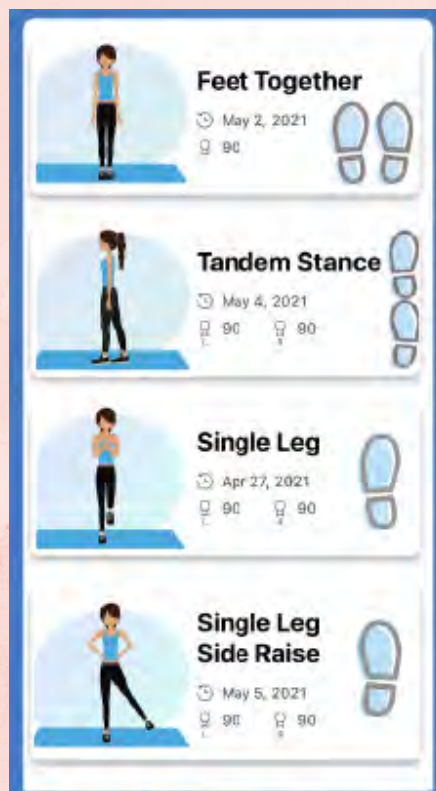 Feet Together
May 2, 2021
90
Tandem Stance
May 4, 2021
90 90
Single Leg
Apr 27, 2021
90 90
Single Leg
Side Raise
May 5, 2021
90 90